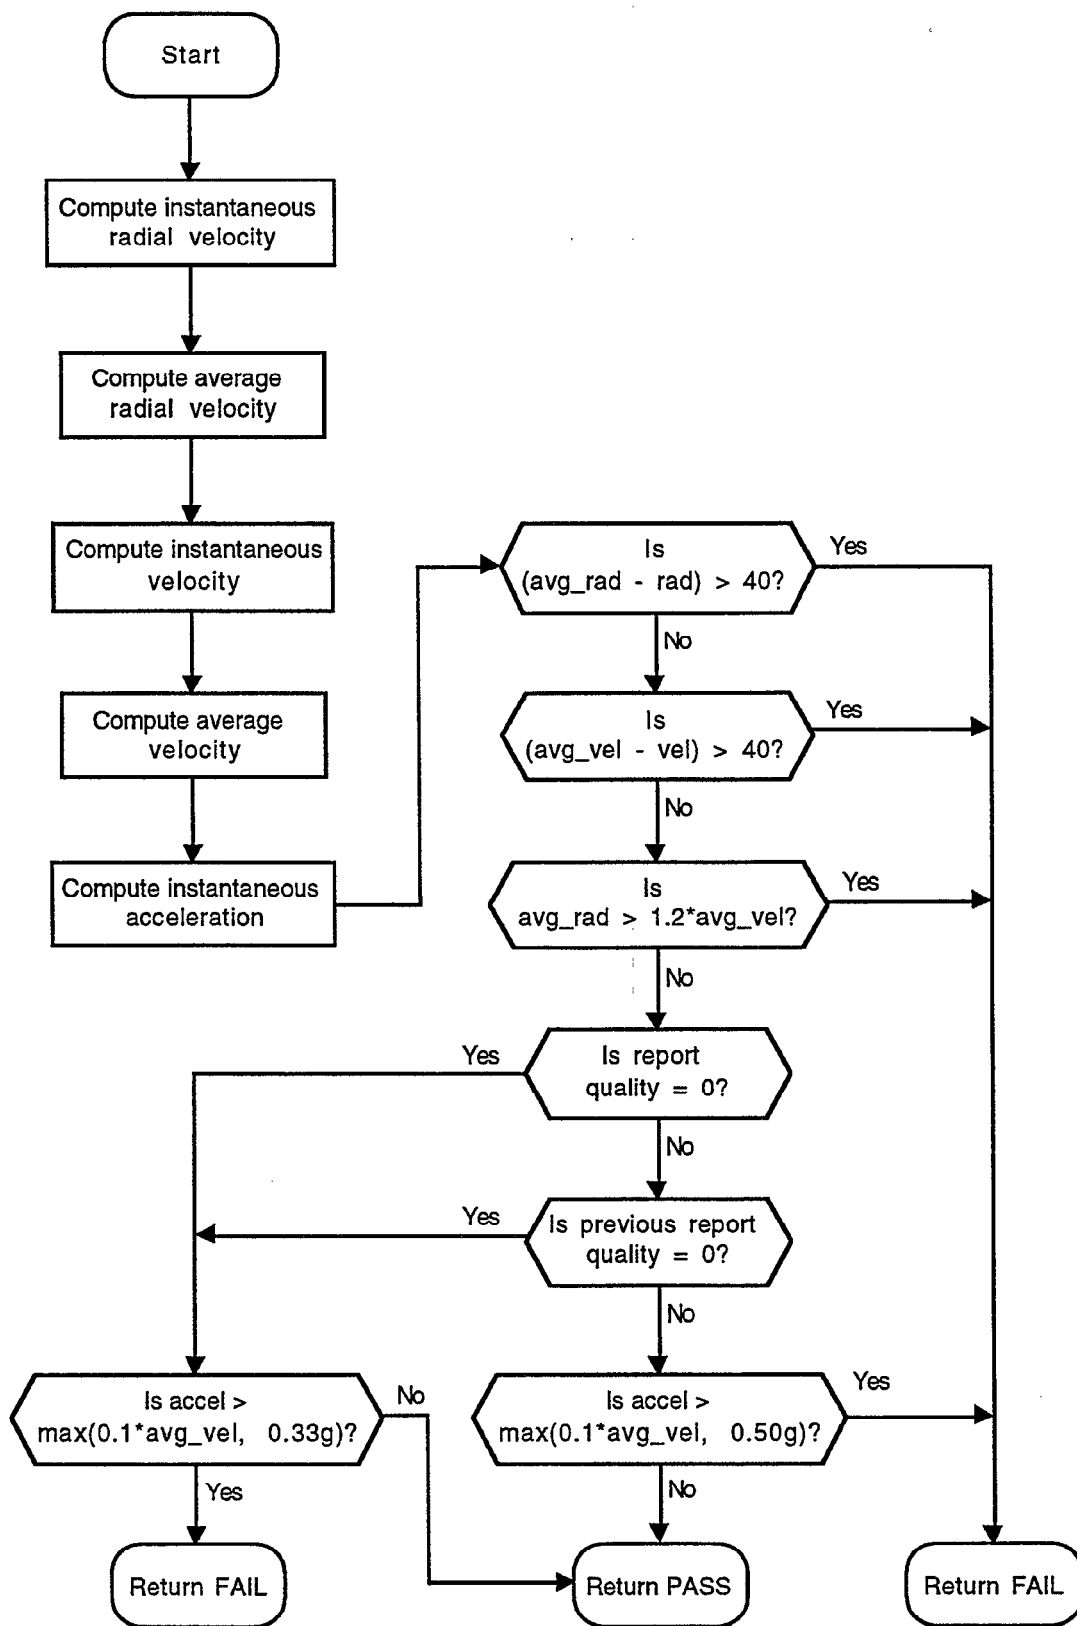 Start
Compute instantaneous
radial velocity
Compute average
radial velocity
Compute instantaneous
velocity
Compute average
velocity
Compute instantaneous
acceleration
Is
(avg_rad - rad) > 40?
Yes
No
Is
(avg_vel - vel) > 40?
Yes
No
Is
avg_rad > 1.2*avg_vel?
Yes
No
Is report
quality = 0?
Yes
No
Is previous report
quality = 0?
Yes
No
Is accel >
max(0.1*avg_vel, 0.33g)?
No
Yes
Is accel >
max(0.1*avg_vel, 0.50g)?
Yes
No
Return FAIL
Return PASS
Return FAIL